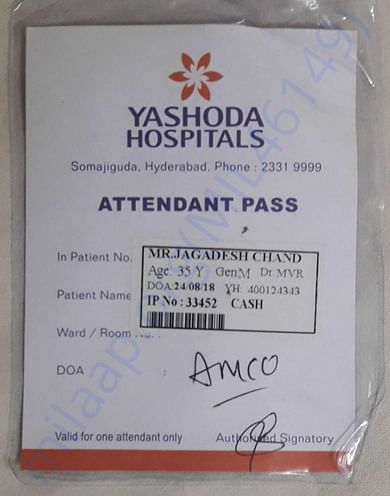 YASHODA
HOSPITALS
Somajiguda, Hyderabad. Phone : 2331 9999
ATTENDANT PASS
In Patient No.
MR.JAGADESH CHAND
Age: 35 Y GenM Dr. MVR
DOA:24/08/18 YH: 400124343
Patient Name
IP No : 33452 CASH
Ward / Room No. :
DOA :
AMCO
Valid for one attendant only
Authorised Signatory